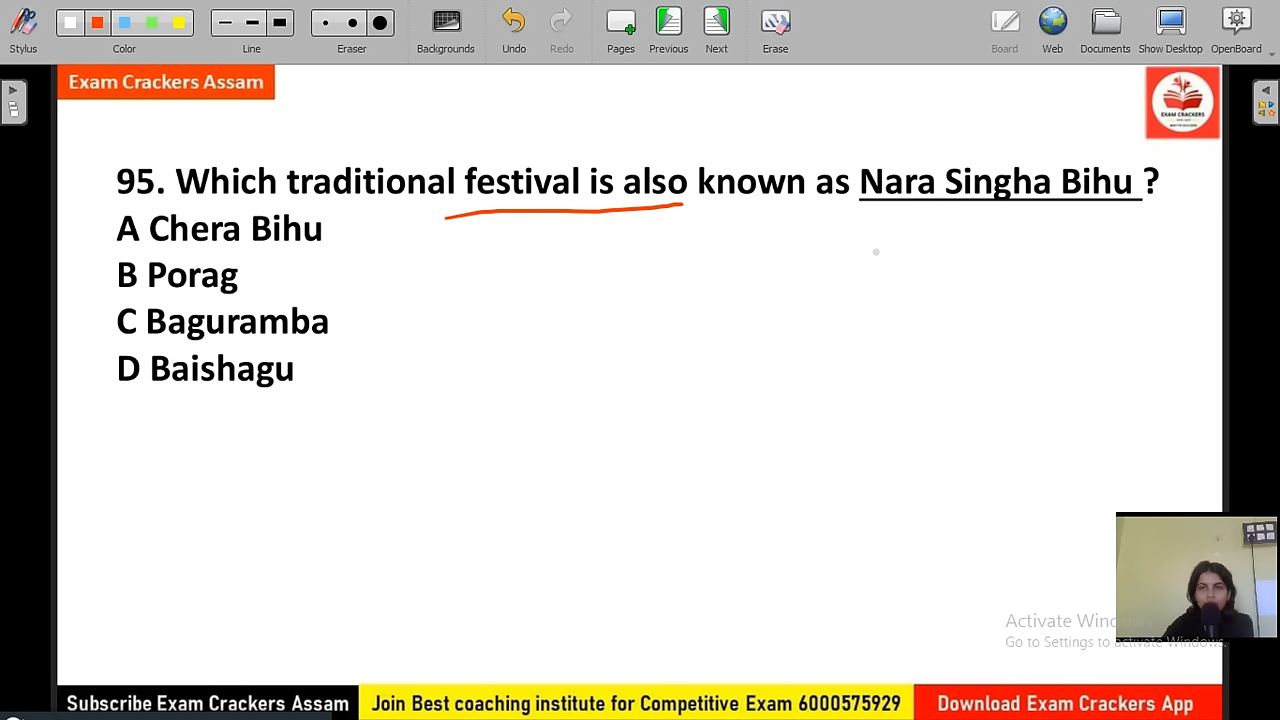 Stylus
Color
Line
Eraser
Backgrounds
Undo
Redo
Pages
Previous
Next
Erase
Board
Web
Documents
Show Desktop
OpenBoard
Exam Crackers Assam
EXAM CRACKERS
95. Which traditional festival is also known as Nara Singha Bihu ?
A Chera Bihu
B Porag
C Baguramba
D Baishagu
Activate Windows
Go to Settings to activate Windows.
Subscribe Exam Crackers Assam
Join Best coaching institute for Competitive Exam 6000575929
Download Exam Crackers App